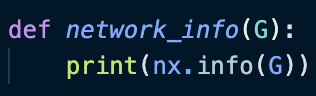 def network_info(G):
    print(nx.info(G))